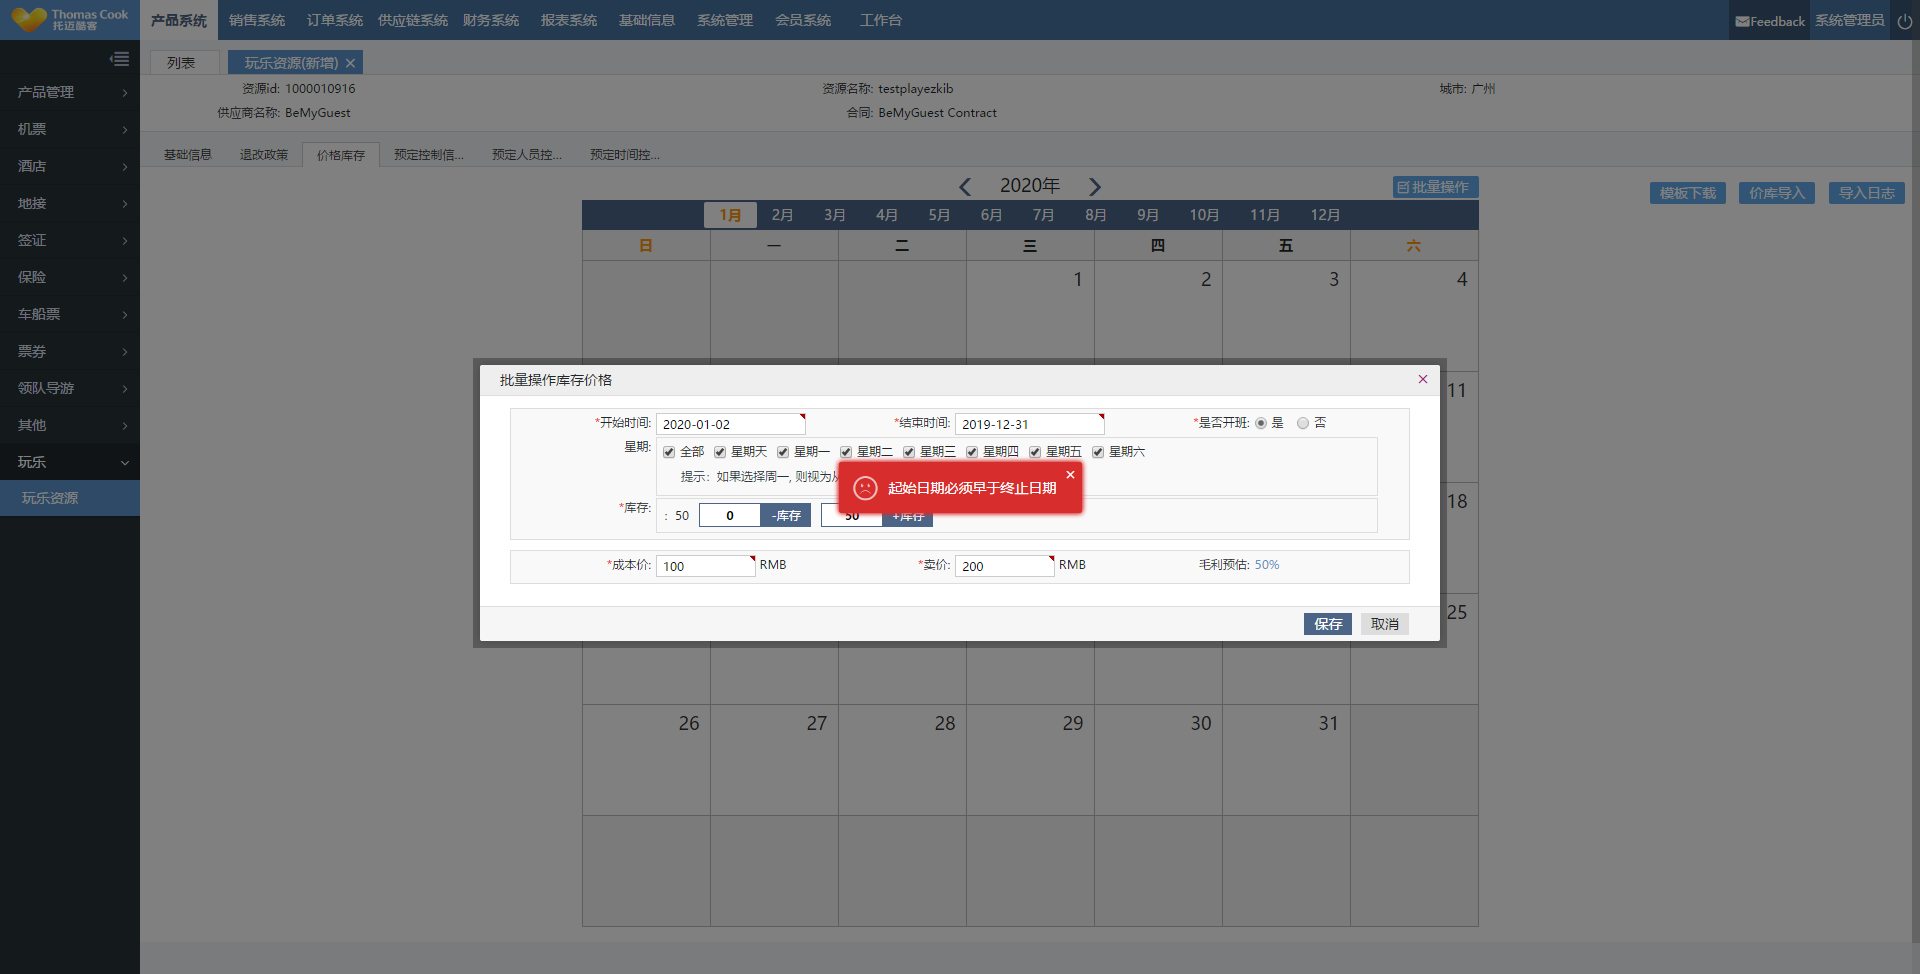 Thomas Cook
托迈酷客
产品系统 销售系统 订单系统 供应链系统 财务系统 报表系统 基础信息 系统管理 会员系统 工作台 Feedback 系统管理员
列表 玩乐资源(新增)
产品管理
机票
酒店
地接
签证
保险
车船票
票券
领队导游
其他
玩乐
玩乐资源
资源id: 1000010916 资源名称: testplayezkib 城市: 广州
供应商名称: BeMyGuest 合同: BeMyGuest Contract
基础信息 退改政策 价格库存 预定控制信... 预定人员控... 预定时间控...
2020年 批量操作 模板下载 价库导入 导入日志
1月 2月 3月 4月 5月 6月 7月 8月 9月 10月 11月 12月
日 一 二 三 四 五 六
1 2 3 4
11
18
25
26 27 28 29 30 31
批量操作库存价格
*开始时间: 2020-01-02 *结束时间: 2019-12-31 *是否开班: 是 否
星期: 全部 星期天 星期一 星期二 星期三 星期四 星期五 星期六
提示：如果选择周一, 则视为
起始日期必须早于终止日期
*库存: : 50 0 -库存 50 +库存
*成本价: 100 RMB *卖价: 200 RMB 毛利预估: 50%
保存 取消